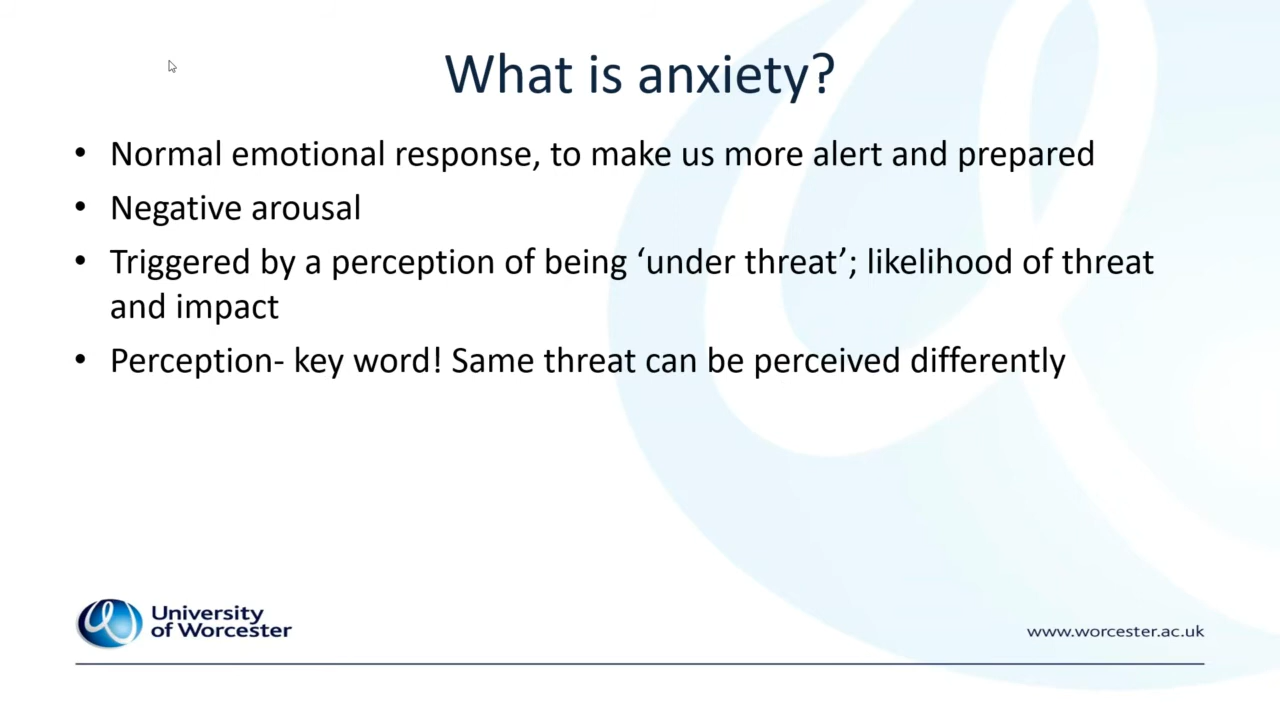 What is anxiety?
• Normal emotional response, to make us more alert and prepared
• Negative arousal
• Triggered by a perception of being ‘under threat’; likelihood of threat
and impact
• Perception- key word! Same threat can be perceived differently
University
of Worcester
www.worcester.ac.uk